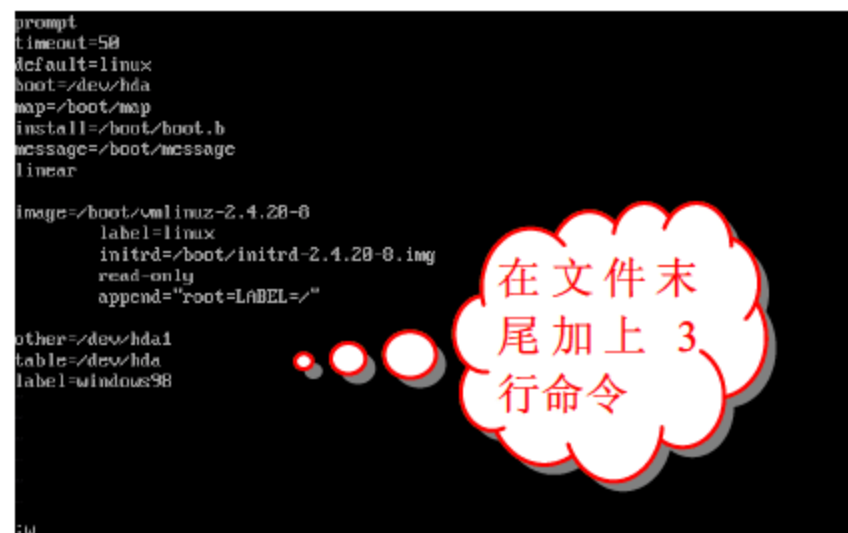 prompt
timeout=50
default=linux
boot=/dev/hda
map=/boot/map
install=/boot/boot.b
message=/boot/message
linear
image=/boot/vmlinuz-2.4.20-8
label=linux
initrd=/boot/initrd-2.4.20-8.img
read-only
append="root=LABEL=/"
other=/dev/hda1
table=/dev/hda
label=windows98
在文件末
尾加上 3
行命令
:w